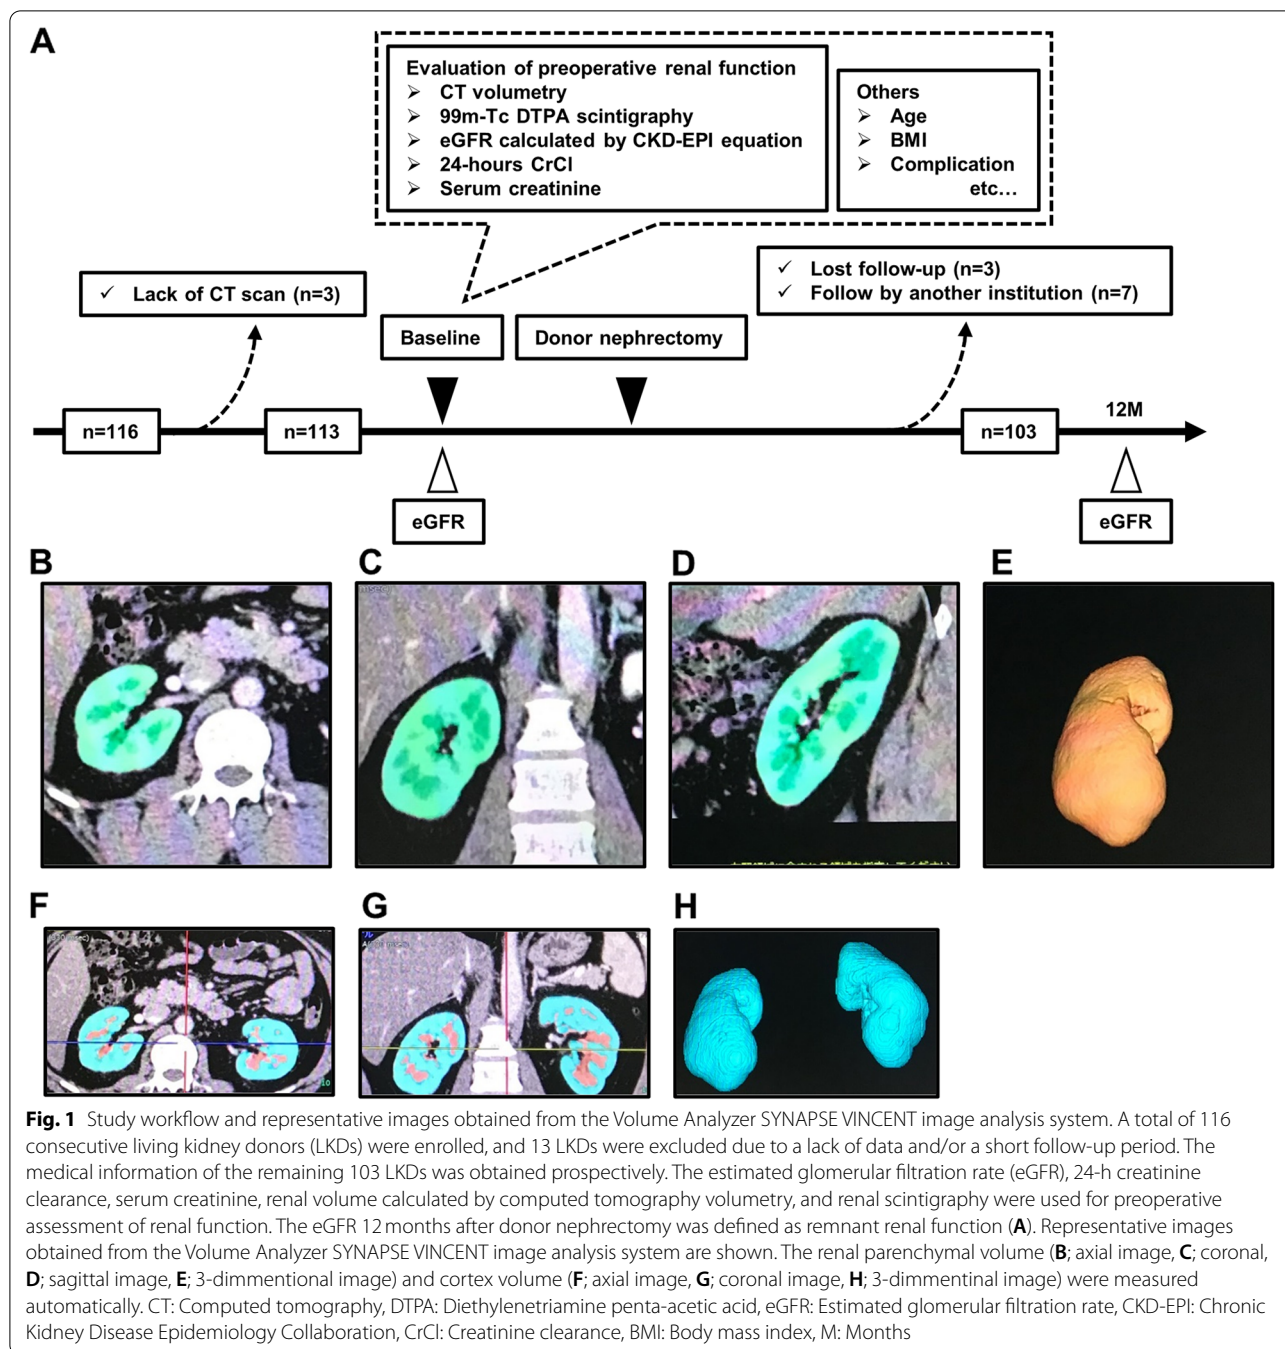 A
Evaluation of preoperative renal function
➢ CT volumetry
➢ 99m-Tc DTPA scintigraphy
➢ eGFR calculated by CKD-EPI equation
➢ 24-hours CrCl
➢ Serum creatinine
Others
➢ Age
➢ BMI
➢ Complication
etc…
✓ Lack of CT scan (n=3)
✓ Lost follow-up (n=3)
✓ Follow by another institution (n=7)
Baseline
Donor nephrectomy
n=116
n=113
n=103
12M
eGFR
eGFR
B
C
D
E
F
G
H
10
Fig. 1 Study workflow and representative images obtained from the Volume Analyzer SYNAPSE VINCENT image analysis system. A total of 116
consecutive living kidney donors (LKDs) were enrolled, and 13 LKDs were excluded due to a lack of data and/or a short follow-up period. The
medical information of the remaining 103 LKDs was obtained prospectively. The estimated glomerular filtration rate (eGFR), 24-h creatinine
clearance, serum creatinine, renal volume calculated by computed tomography volumetry, and renal scintigraphy were used for preoperative
assessment of renal function. The eGFR 12 months after donor nephrectomy was defined as remnant renal function (A). Representative images
obtained from the Volume Analyzer SYNAPSE VINCENT image analysis system are shown. The renal parenchymal volume (B; axial image, C; coronal,
D; sagittal image, E; 3-dimmentional image) and cortex volume (F; axial image, G; coronal image, H; 3-dimmentinal image) were measured
automatically. CT: Computed tomography, DTPA: Diethylenetriamine penta-acetic acid, eGFR: Estimated glomerular filtration rate, CKD-EPI: Chronic
Kidney Disease Epidemiology Collaboration, CrCl: Creatinine clearance, BMI: Body mass index, M: Months